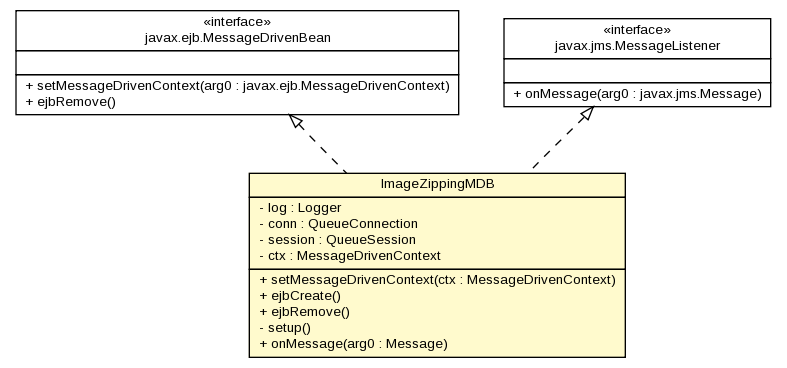 «interface»
javax.ejb.MessageDrivenBean
+ setMessageDrivenContext(arg0 : javax.ejb.MessageDrivenContext)
+ ejbRemove()
«interface»
javax.jms.MessageListener
+ onMessage(arg0 : javax.jms.Message)
ImageZippingMDB
- log : Logger
- conn : QueueConnection
- session : QueueSession
- ctx : MessageDrivenContext
+ setMessageDrivenContext(ctx : MessageDrivenContext)
+ ejbCreate()
+ ejbRemove()
- setup()
+ onMessage(arg0 : Message)